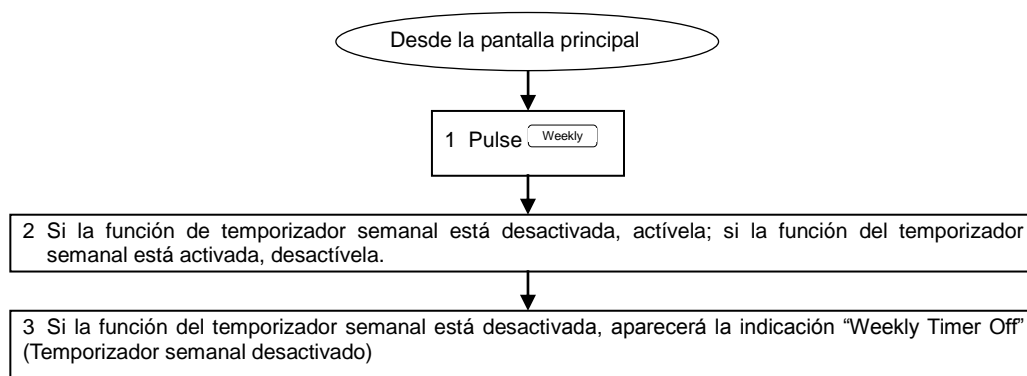 Desde la pantalla principal
1 Pulse Weekly
2 Si la función de temporizador semanal está desactivada, actívela; si la función del temporizador
semanal está activada, desactívela.
3 Si la función del temporizador semanal está desactivada, aparecerá la indicación “Weekly Timer Off”
(Temporizador semanal desactivado)